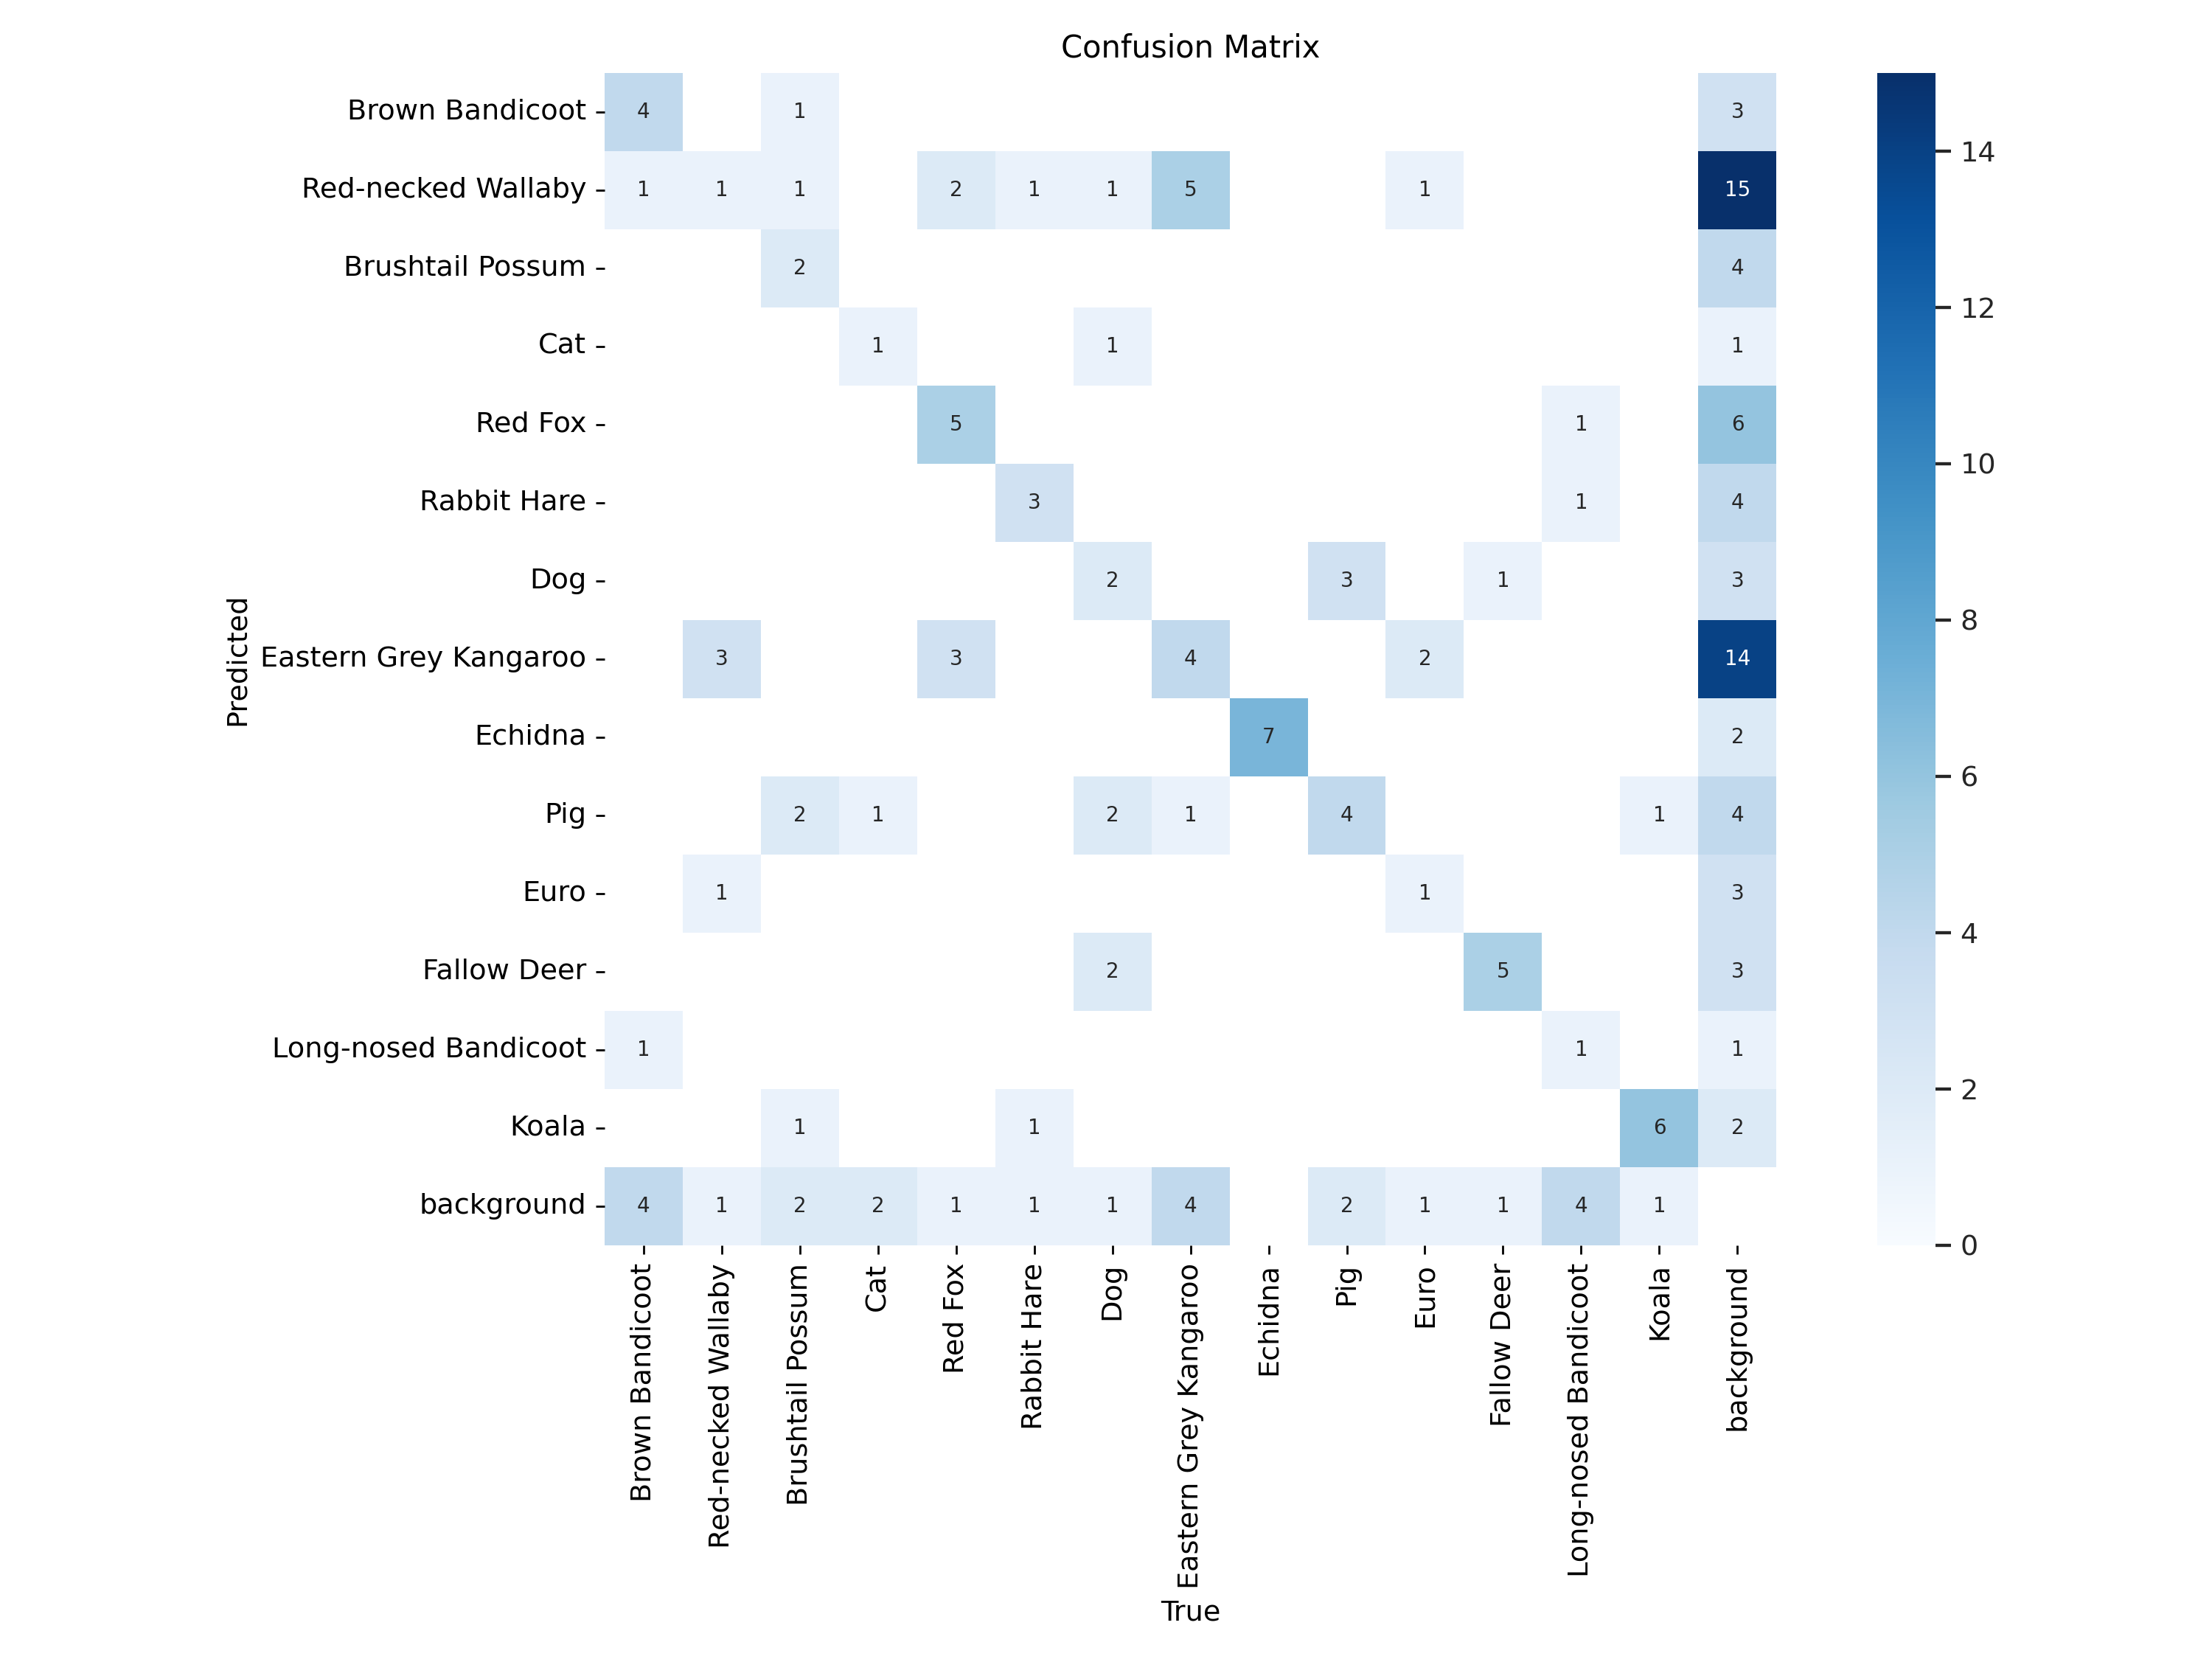 Confusion Matrix
Brown Bandicoot 4 1 3
14
Red-necked Wallaby 1 1 1 2 1 1 5 1 15
Brushtail Possum 2 4
12
Cat 1 1 1
Red Fox 5 1 6
10
Rabbit Hare 3 1 4
Dog 2 3 1 3
8
Predicted
Eastern Grey Kangaroo 3 3 4 2 14
Echidna 7 2
6
Pig 2 1 2 1 4 1 4
Euro 1 1 3
4
Fallow Deer 2 5 3
Long-nosed Bandicoot 1 1 1
2
Koala 1 1 6 2
background 4 1 2 2 1 1 1 4 2 1 1 4 1
0
Brown Bandicoot
Red-necked Wallaby
Brushtail Possum
Cat
Red Fox
Rabbit Hare
Dog
Eastern Grey Kangaroo
Echidna
Pig
Euro
Fallow Deer
Long-nosed Bandicoot
Koala
background
True